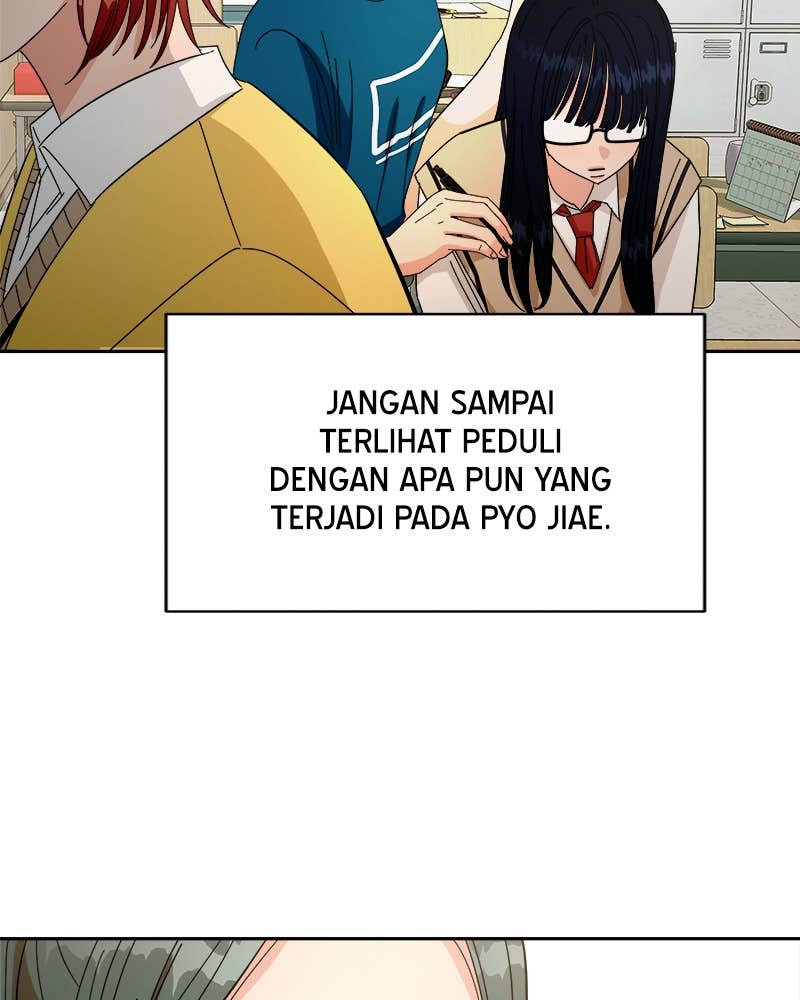 JANGAN SAMPAI
TERLIHAT PEDULI
DENGAN APA PUN YANG
TERJADI PADA PYO JIAE.